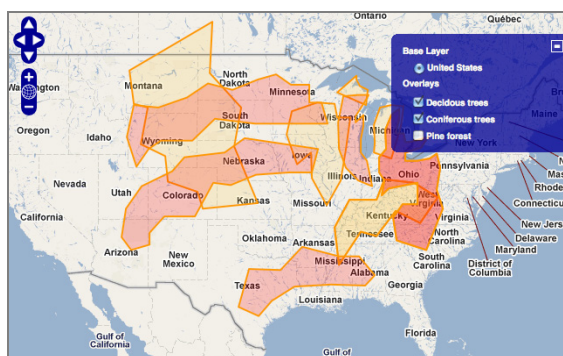 Ontario
Québec
Base Layer
United States
Overlays
Decidous trees
Coniferous trees
Pine forest
Washington
Montana
North
Dakota
Minnesota
Maine
Oregon
Idaho
South
Dakota
Wyoming
Wisconsin
Michigan
New York
Nebraska
Iowa
Pennsylvania
Nevada
Utah
Colorado
Kansas
Missouri
Illinois
Indiana
Ohio
West
Virginia
Virginia
Kentucky
Connecticut
New Jersey
Delaware
Maryland
District of
Columbia
California
Arizona
New
Mexico
Oklahoma
Arkansas
Tennessee
North
Carolina
South
Carolina
Texas
Louisiana
Mississippi
Alabama
Georgia
Florida
Gulf of
California
Gulf of